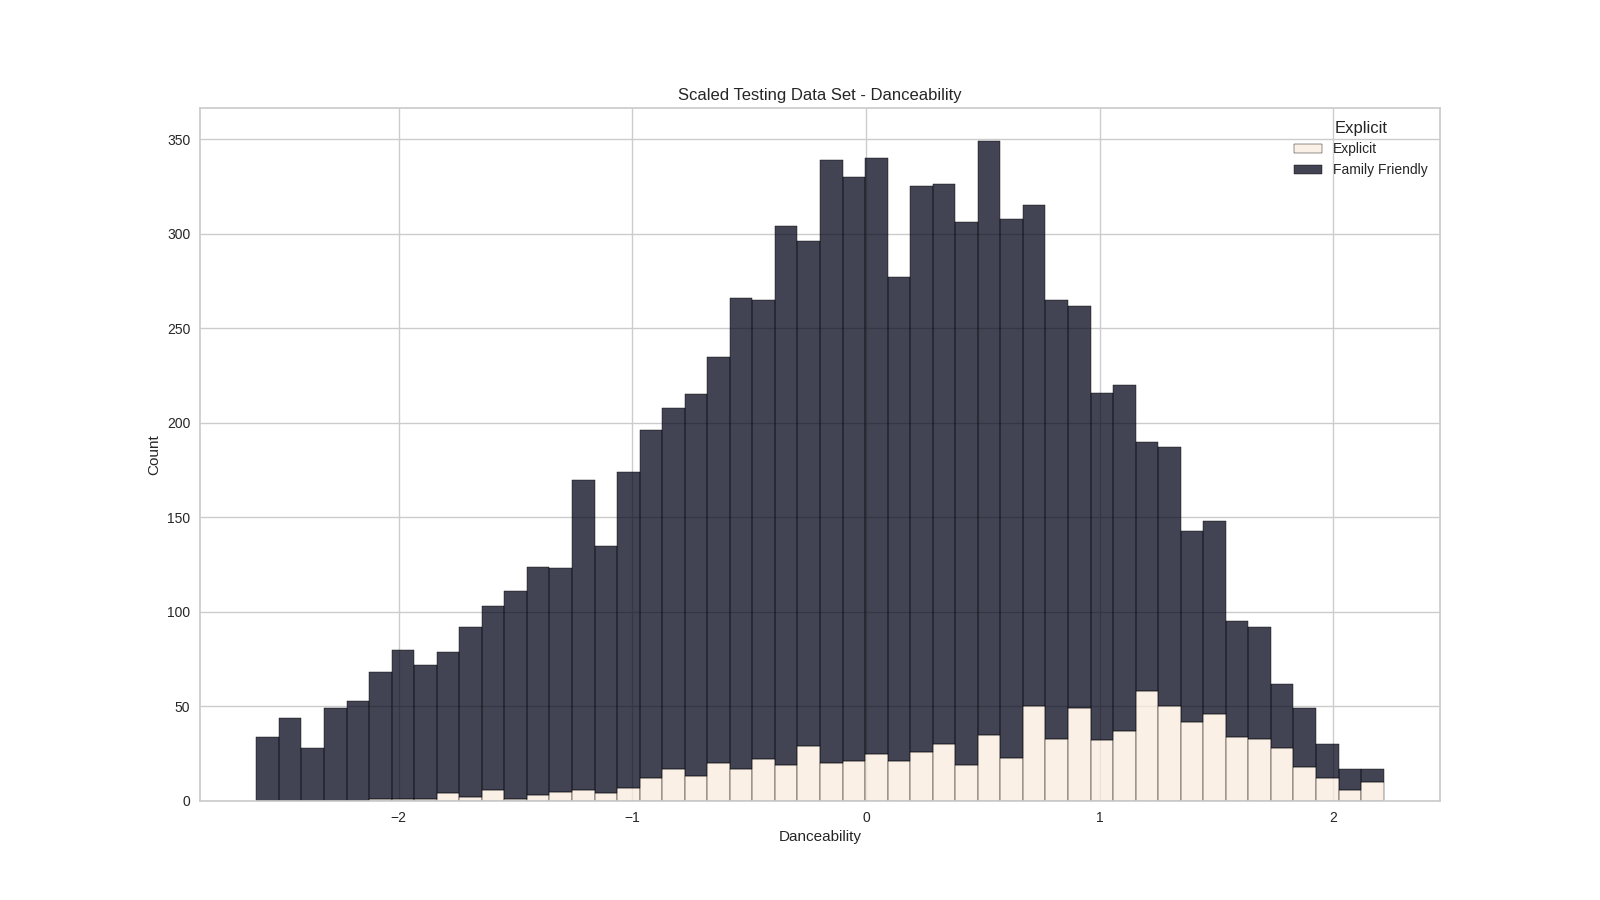 Scaled Testing Data Set - Danceability
Explicit
Explicit
Family Friendly
350
300
250
200
150
100
50
0
Count
−2
−1
0
1
2
Danceability